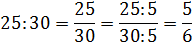 25:30 = 25/30 = 25:5/30:5 = 5/6